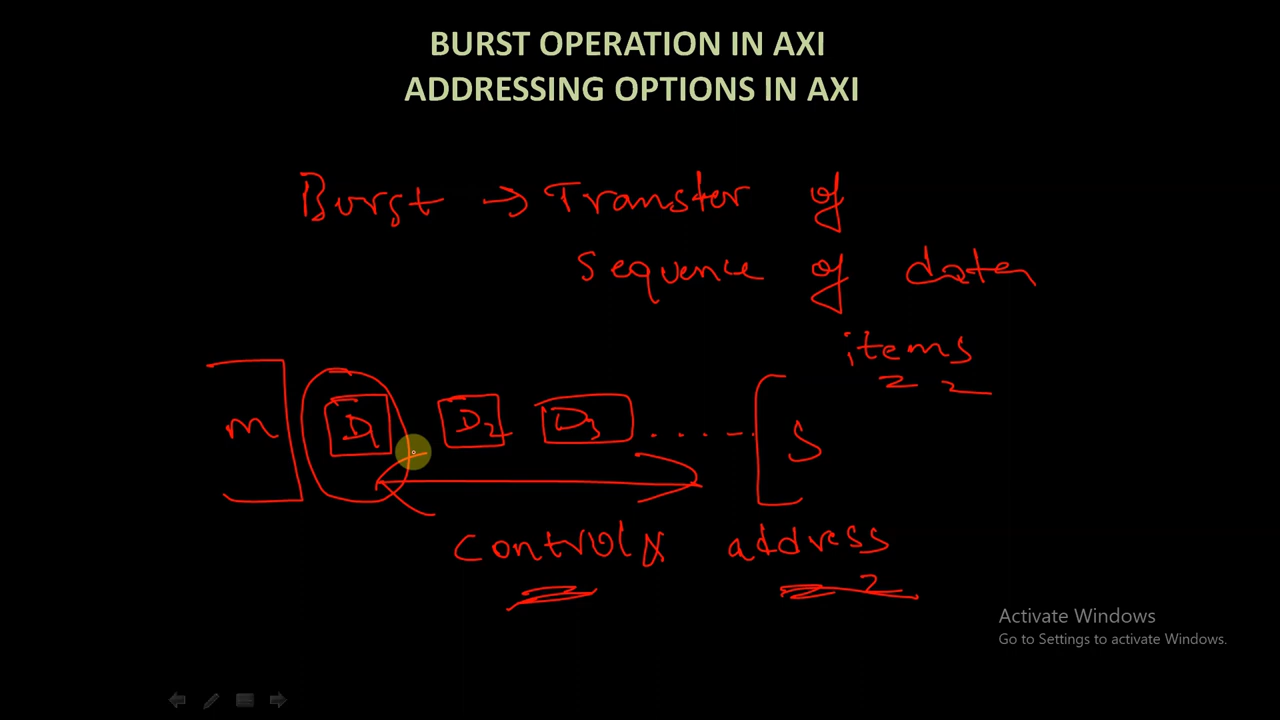 BURST OPERATION IN AXI
ADDRESSING OPTIONS IN AXI
Burst → Transfer of
sequence of data
items
m D1 D2 D3 ...... S
control & address
Activate Windows
Go to Settings to activate Windows.